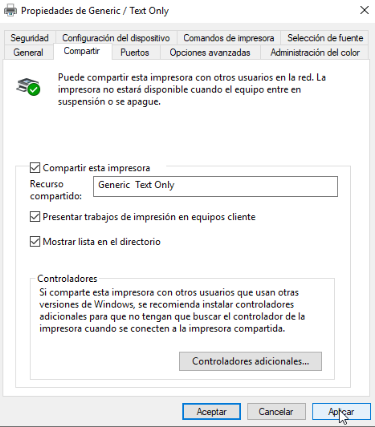 Propiedades de Generic / Text Only
Seguridad Configuración del dispositivo Comandos de impresora Selección de fuente
General Compartir Puertos Opciones avanzadas Administración del color
Puede compartir esta impresora con otros usuarios en la red. La
impresora no estará disponible cuando el equipo entre en
suspensión o se apague.
Compartir esta impresora
Recurso
compartido:
Generic Text Only
Presentar trabajos de impresión en equipos cliente
Mostrar lista en el directorio
Controladores
Si comparte esta impresora con otros usuarios que usan otras
versiones de Windows, se recomienda instalar controladores
adicionales para que no tengan que buscar el controlador de la
impresora cuando se conecten a la impresora compartida.
Controladores adicionales...
Aceptar Cancelar Aplicar